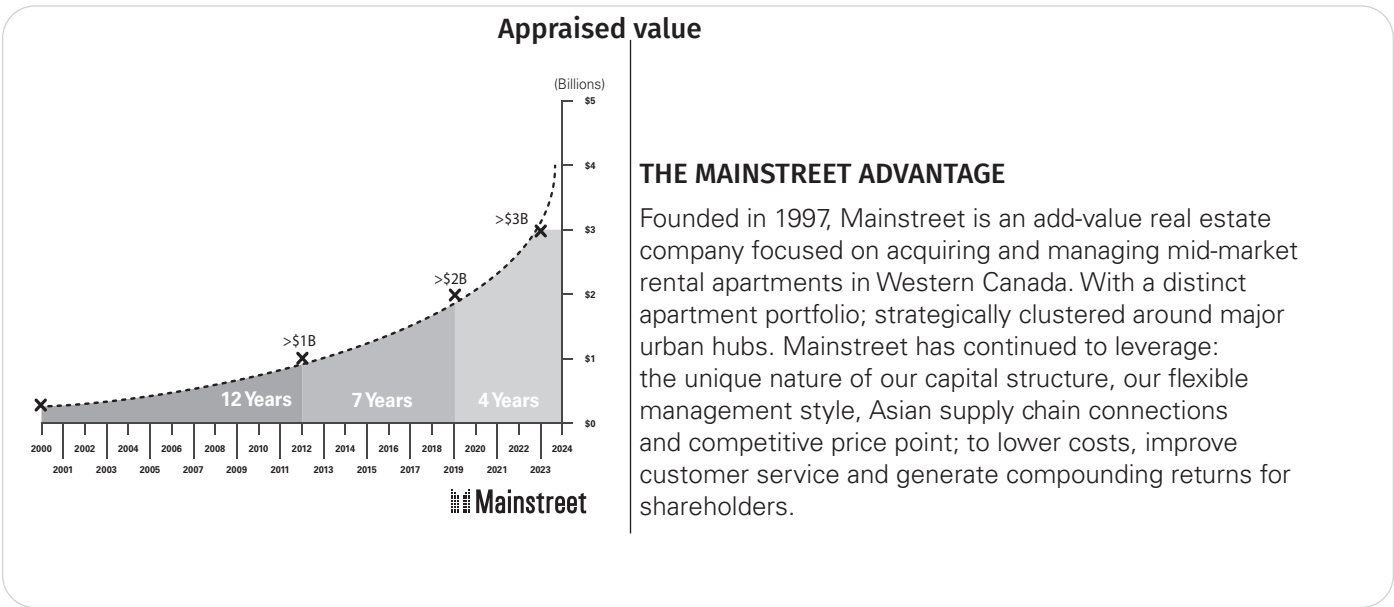 Appraised value
(Billions)
$5
$4
$3
$2
$1
$0
>$3B
>$2B
>$1B
12 Years
7 Years
4 Years
2000 2002 2004 2006 2008 2010 2012 2014 2016 2018 2020 2022 2024
2001 2003 2005 2007 2009 2011 2013 2015 2017 2019 2021 2023
Mainstreet
THE MAINSTREET ADVANTAGE
Founded in 1997, Mainstreet is an add-value real estate
company focused on acquiring and managing mid-market
rental apartments in Western Canada. With a distinct
apartment portfolio; strategically clustered around major
urban hubs. Mainstreet has continued to leverage:
the unique nature of our capital structure, our flexible
management style, Asian supply chain connections
and competitive price point; to lower costs, improve
customer service and generate compounding returns for
shareholders.